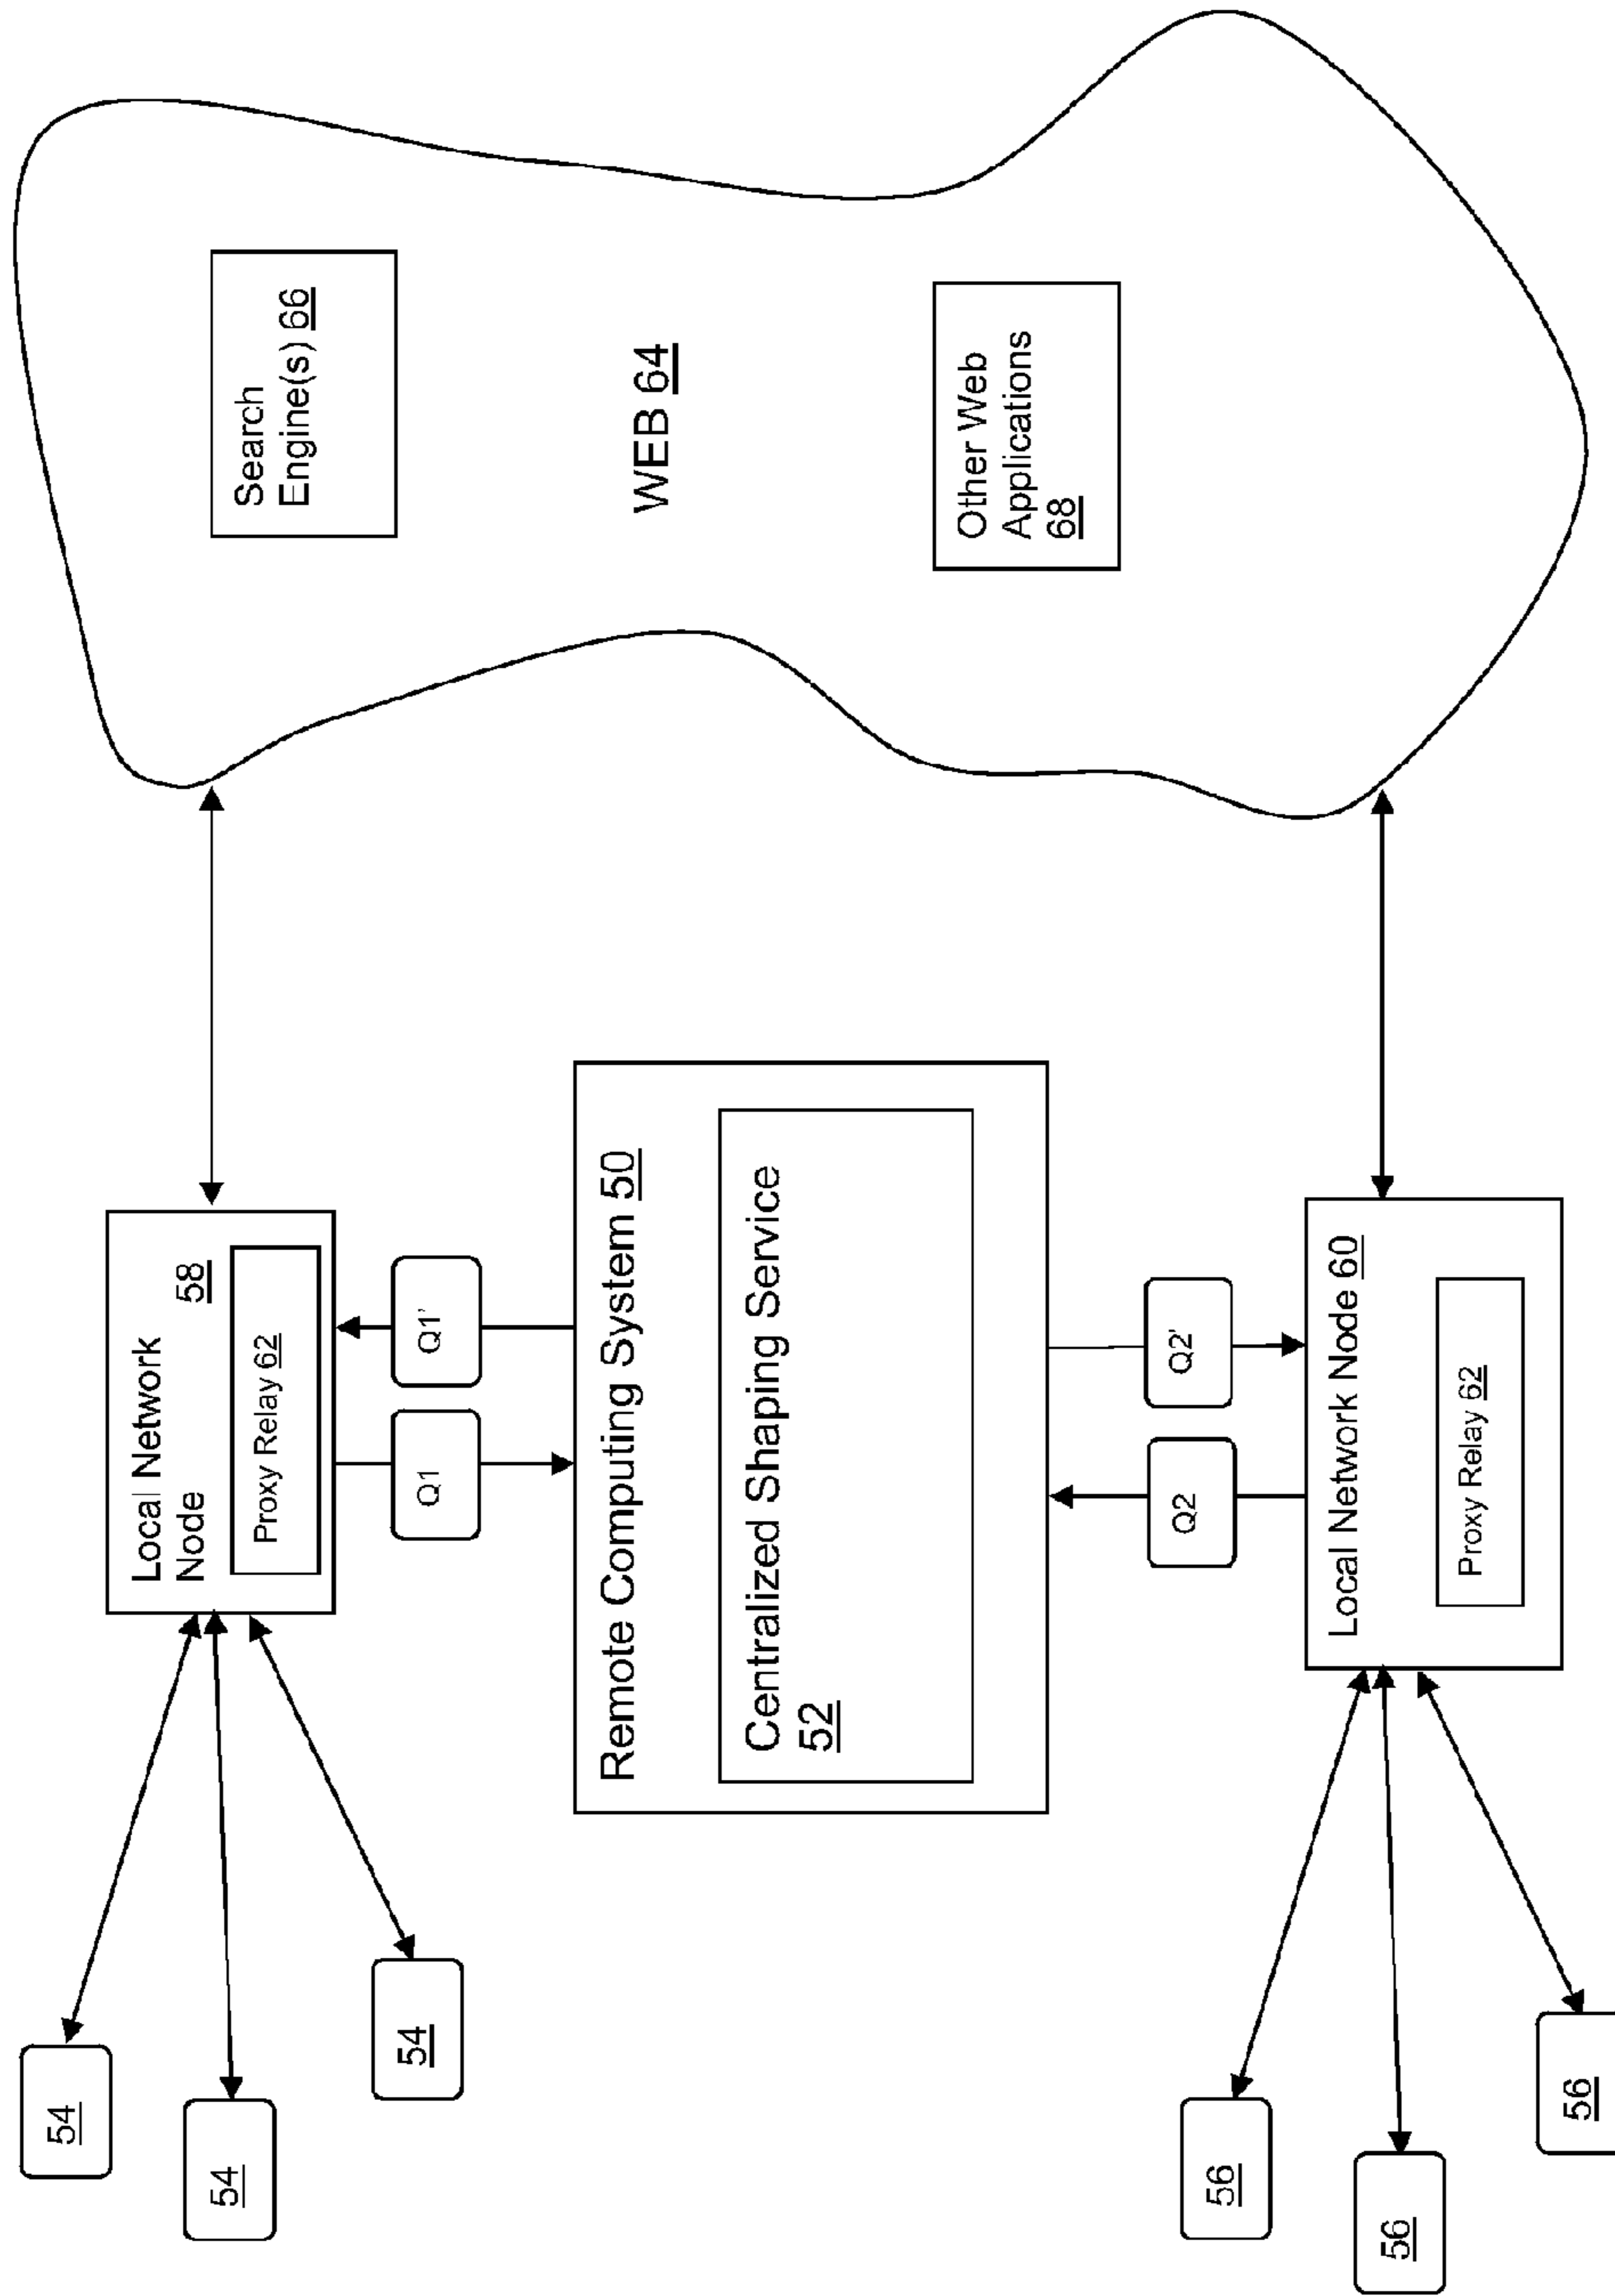 54
54
54
Local Network
Node
58
Proxy Relay 62
Q1
Q1'
Remote Computing System 50
Centralized Shaping Service
52
Q2
Q2'
Local Network Node 60
Proxy Relay 62
56
56
56
Search
Engine(s) 66
WEB 64
Other Web
Applications
68